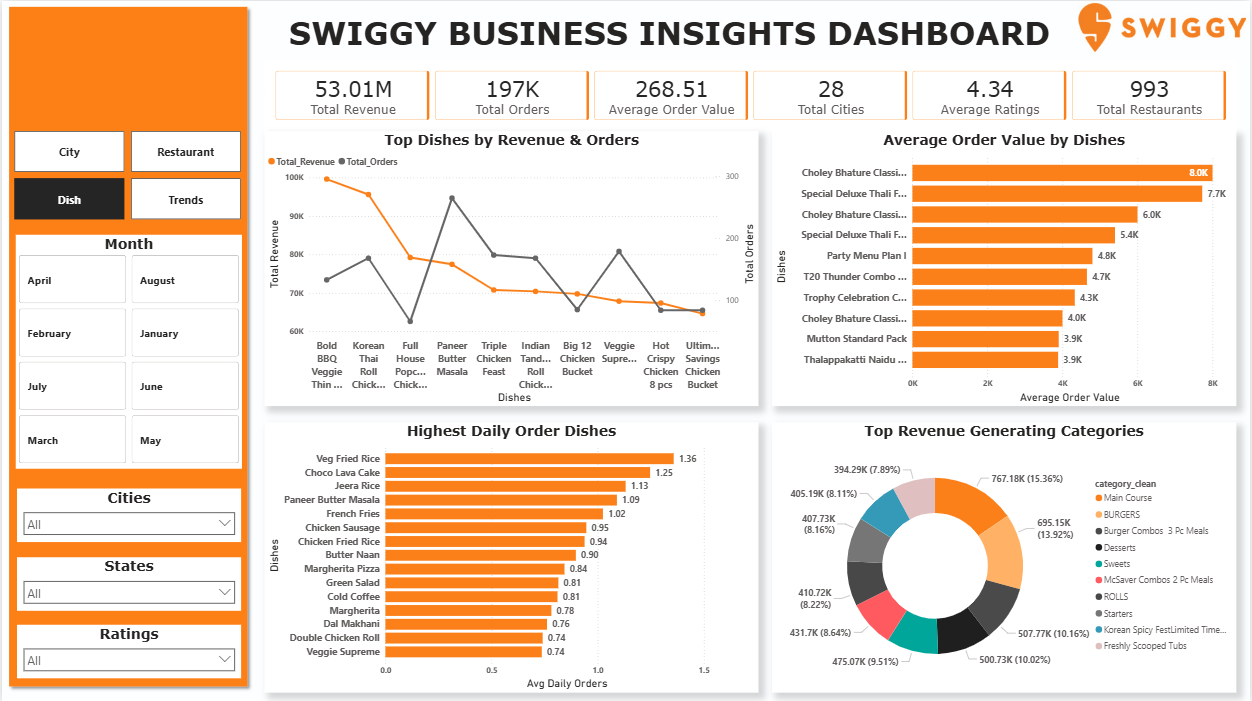 SWIGGY BUSINESS INSIGHTS DASHBOARD
SWIGGY
53.01M
Total Revenue
197K
Total Orders
268.51
Average Order Value
28
Total Cities
4.34
Average Ratings
993
Total Restaurants
City
Restaurant
Dish
Trends
Month
April
August
February
January
July
June
March
May
Cities
All
States
All
Ratings
All
Top Dishes by Revenue & Orders
Total_Revenue
Total_Orders
Total Revenue
100K
90K
80K
70K
60K
300
200
100
Total Orders
Bold
BBQ
Veggie
Thin ...
Korean
Thai
Roll
Chick...
Full
House
Popc...
Chick...
Paneer
Butter
Masala
Triple
Chicken
Feast
Indian
Tand...
Roll
Chick...
Big 12
Chicken
Bucket
Veggie
Supre...
Hot
Crispy
Chicken
8 pcs
Ultim...
Savings
Chicken
Bucket
Dishes
Average Order Value by Dishes
Dishes
Choley Bhature Classi... 8.0K
Special Deluxe Thali F... 7.7K
Choley Bhature Classi... 6.0K
Special Deluxe Thali F... 5.4K
Party Menu Plan I 4.8K
T20 Thunder Combo ... 4.7K
Trophy Celebration C... 4.3K
Choley Bhature Classi... 4.0K
Mutton Standard Pack 3.9K
Thalappakatti Naidu ... 3.9K
0K 2K 4K 6K 8K
Average Order Value
Highest Daily Order Dishes
Dishes
Veg Fried Rice 1.36
Choco Lava Cake 1.25
Jeera Rice 1.13
Paneer Butter Masala 1.09
French Fries 1.02
Chicken Sausage 0.95
Chicken Fried Rice 0.94
Butter Naan 0.90
Margherita Pizza 0.84
Green Salad 0.81
Cold Coffee 0.81
Margherita 0.78
Dal Makhani 0.76
Double Chicken Roll 0.74
Veggie Supreme 0.74
0.0 0.5 1.0 1.5
Avg Daily Orders
Top Revenue Generating Categories
767.18K (15.36%)
695.15K
(13.92%)
507.77K (10.16%)
500.73K (10.02%)
475.07K (9.51%)
431.7K (8.64%)
410.72K
(8.22%)
407.73K
(8.16%)
405.19K (8.11%)
394.29K (7.89%)
category_clean
Main Course
BURGERS
Burger Combos 3 Pc Meals
Desserts
Sweets
McSaver Combos 2 Pc Meals
ROLLS
Starters
Korean Spicy FestLimited Time...
Freshly Scooped Tubs